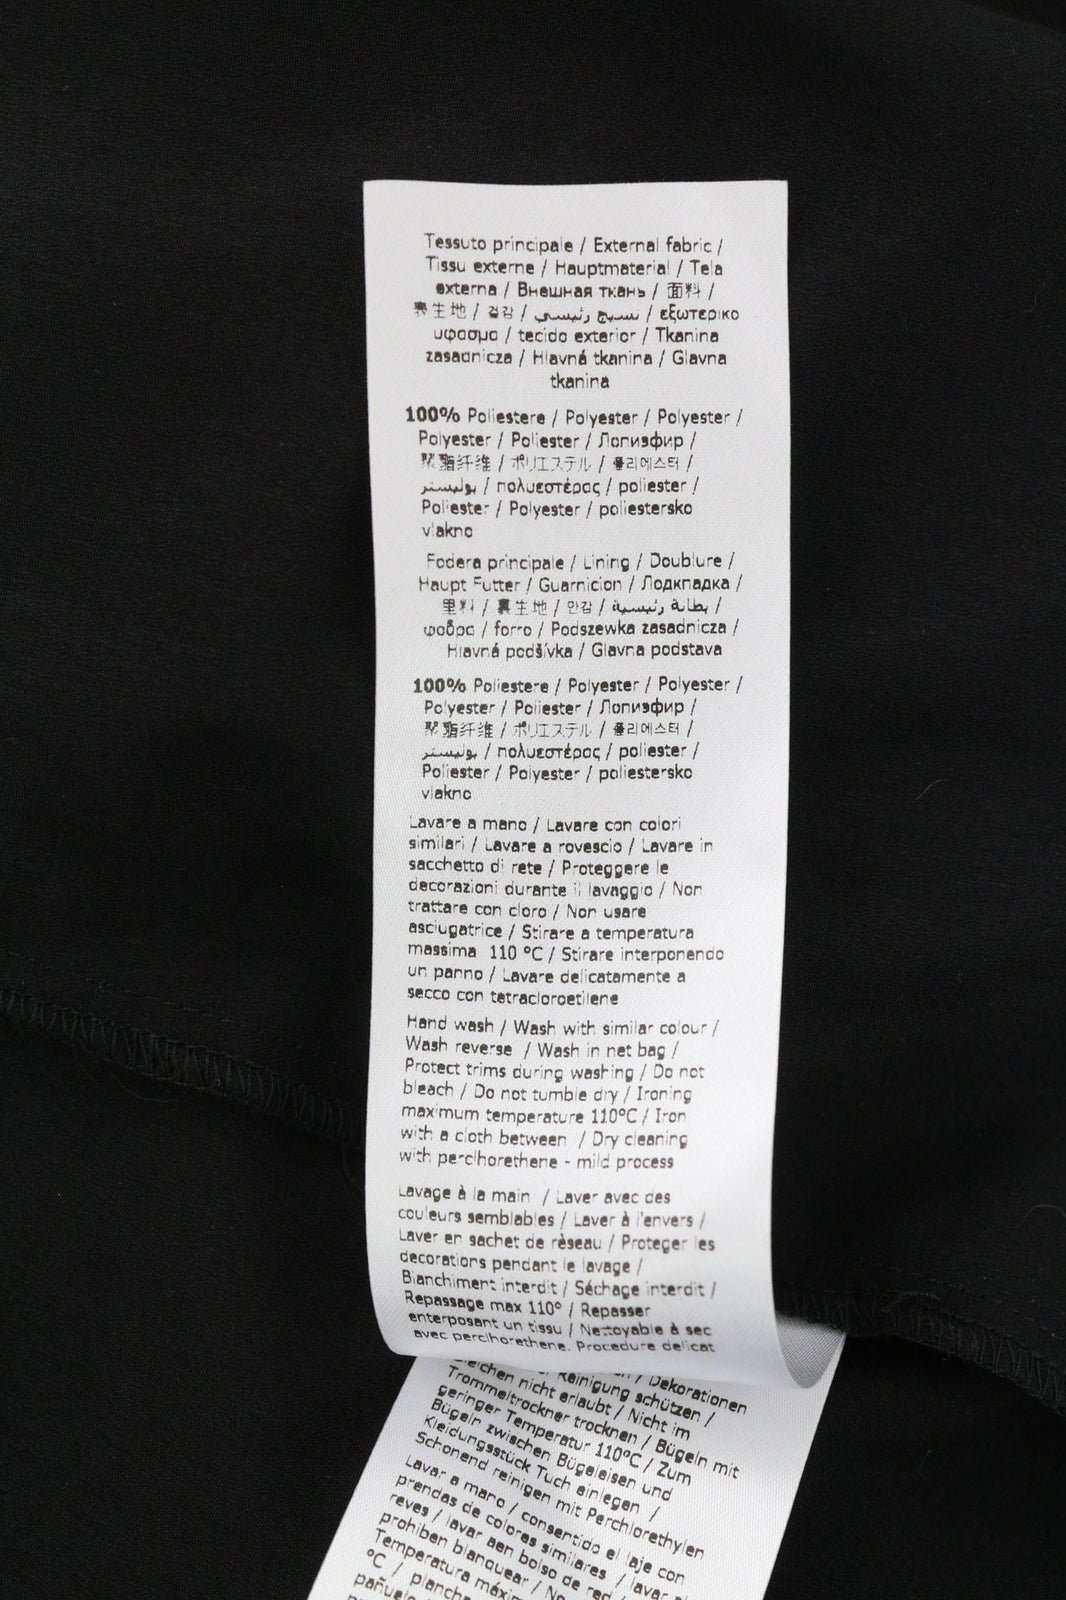 Tessuto principale / External fabric /
Tissu externe / Hauptmaterial / Tela
externa / Внешная ткань / 面料 /
表生地 / 겉감 / نسيج رئيسي / εξωτερικο
υφασμα / tecido exterior / Tkanina
zasadnicza / Hlavná tkanina / Glavna
tkanina
100% Poliestere / Polyester / Polyester /
Polyester / Poliester / Лопиэфир /
聚酯纤维 / ポリエステル / 폴리에스터 /
بوليستر / πολυεστέρας / poliester /
Poliester / Polyester / poliestersko
vlakno
Fodera principale / Lining / Doublure /
Haupt Futter / Guarnicion / Лодкпадка /
里料 / 裏生地 / 안감 / بطانة رئيسية /
φοδρα / forro / Podszewka zasadnicza /
Hlavná podšívka / Glavna podstava
100% Poliestere / Polyester / Polyester /
Polyester / Poliester / Лопиэфир /
聚酯纤维 / ポリエステル / 폴리에스터 /
بوليستر / πολυεστέρας / poliester /
Poliester / Polyester / poliestersko
vlakno
Lavare a mano / Lavare con colori
similari / Lavare a rovescio / Lavare in
sacchetto di rete / Proteggere le
decorazioni durante il lavaggio / Non
trattare con cloro / Non usare
asciugatrice / Stirare a temperatura
massima 110 °C / Stirare interponendo
un panno / Lavare delicatamente a
secco con tetracloroetilene
Hand wash / Wash with similar colour /
Wash reverse / Wash in net bag /
Protect trims during washing / Do not
bleach / Do not tumble dry / Ironing
maximum temperature 110°C / Iron
with a cloth between / Dry cleaning
with perclhorethene - mild process
Lavage à la main / Laver avec des
couleurs semblables / Laver à l'envers /
Laver en sachet de rèseau / Proteger les
decorations pendant le lavage /
Bianchiment interdit / Séchage interdit /
Repassage max 110° / Repasser
enterposant un tissu / Nettoyable à sec
avec perclhorethene. Procedure delicat
/ Dekorationen
Reinigung schützen /
nicht erlaubt / Nicht im
Trommeltrockner trocknen / Bügeln mit
geringer Temperatur 110°C / Zum
Bügeln zwischen Bügeleisen und
Kleidungsstück Tuch einlegen /
Schonend reinigen mit Perchlorethylen
Lavar a mano / consentido el laje con
prendas de colores similares / lavar al
reves / lavar aen bolso de red /
prohiben blanquear / No
Temperatura
°C / plancha